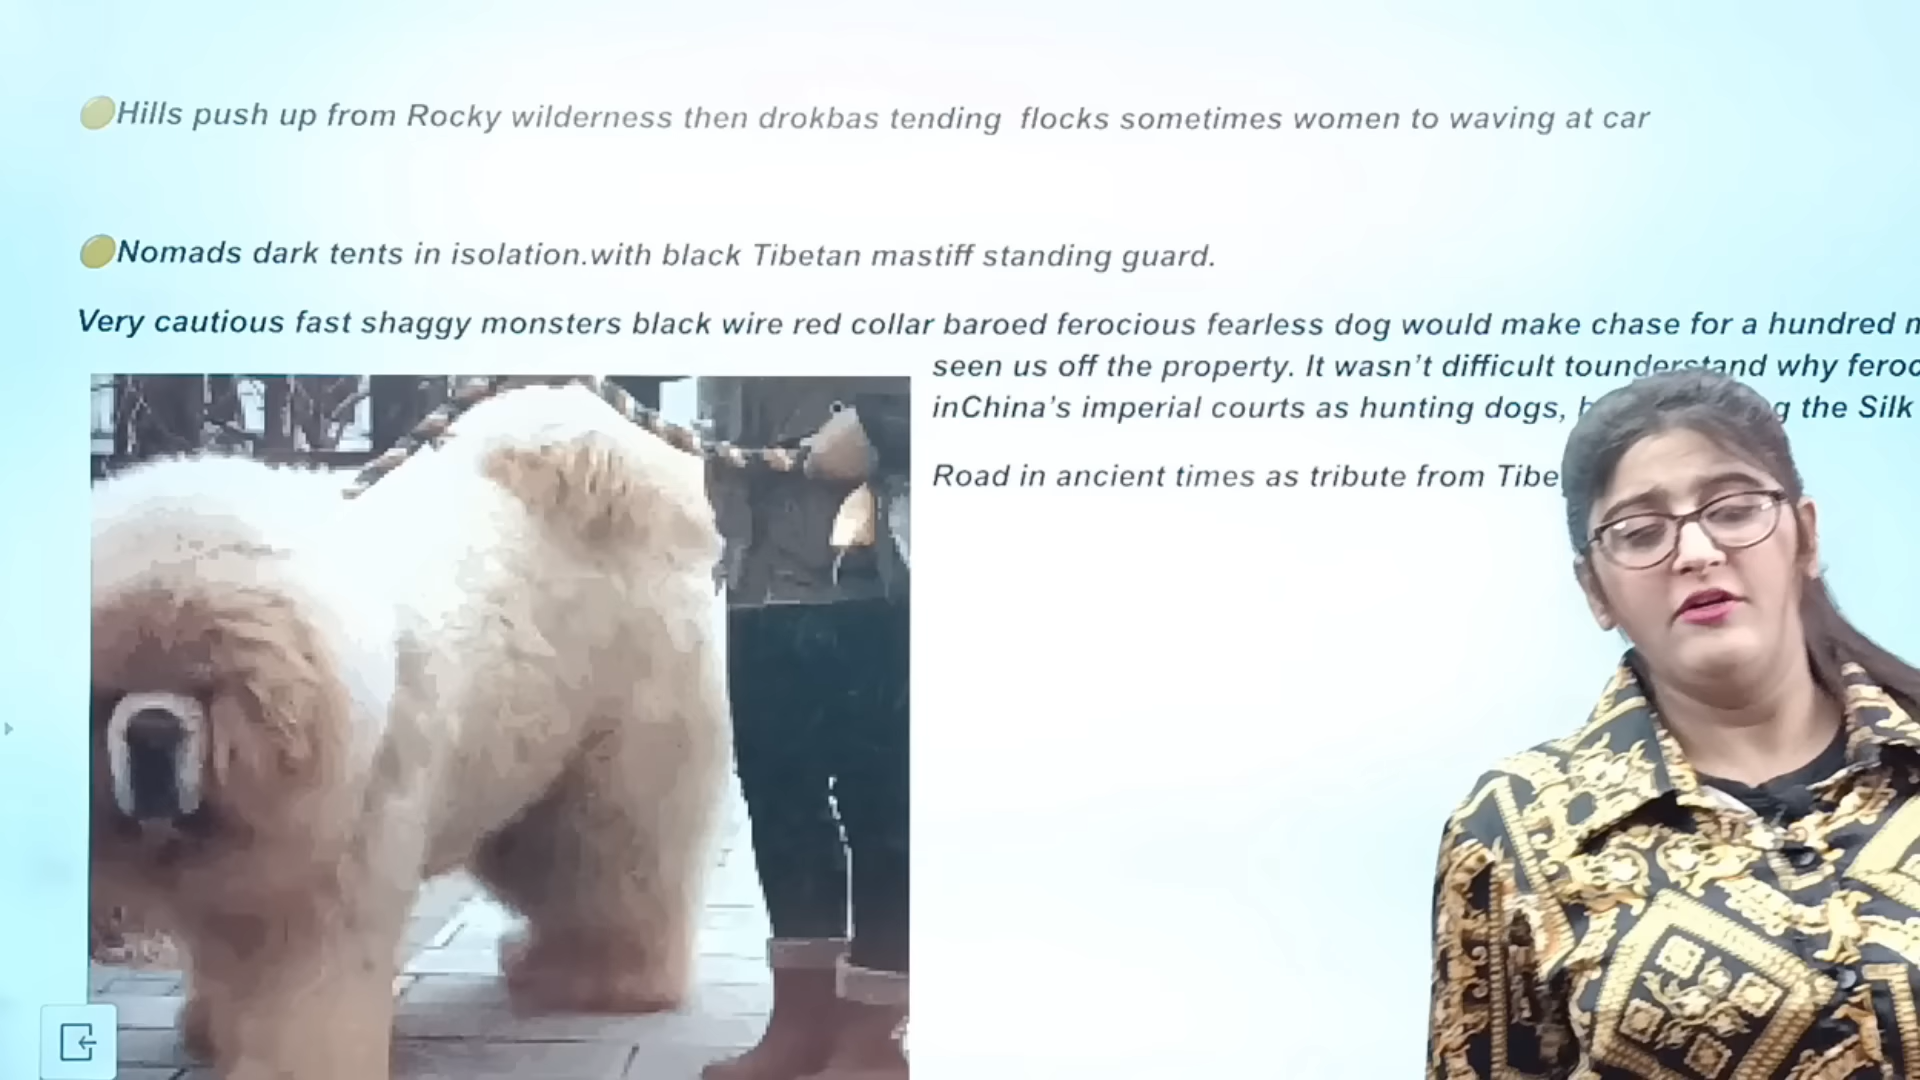 Hills push up from Rocky wilderness then drokbas tending flocks sometimes women to waving at car
Nomads dark tents in isolation.with black Tibetan mastiff standing guard.
Very cautious fast shaggy monsters black wire red collar baroed ferocious fearless dog would make chase for a hundred
seen us off the property. It wasn't difficult tounderstand why
inChina's imperial courts as hunting dogs, the Silk
Road in ancient times as tribute from